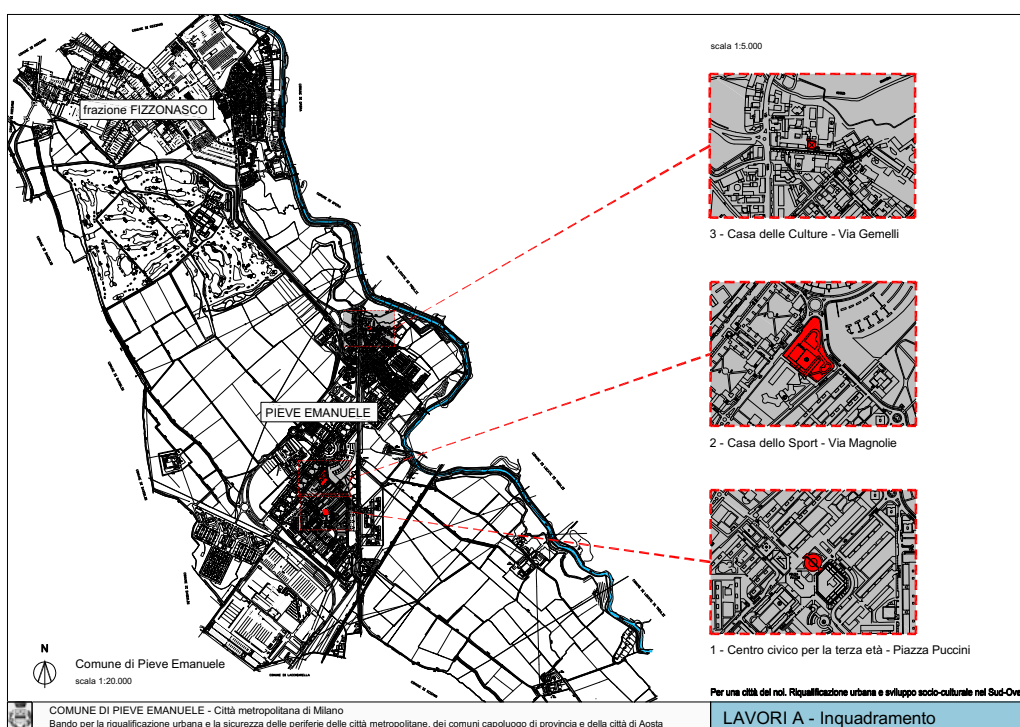 scala 1:5.000
frazione FIZZONASCO
3 - Casa delle Culture - Via Gemelli
PIEVE EMANUELE
2 - Casa dello Sport - Via Magnolie
1 - Centro civico per la terza età - Piazza Puccini
N
Comune di Pieve Emanuele
scala 1:20.000
Per una città del noi. Riqualificazione urbana e sviluppo socio-culturale nel Sud-Ove
COMUNE DI PIEVE EMANUELE - Città metropolitana di Milano
Bando per la riqualificazione urbana e la sicurezza delle periferie delle città metropolitane, dei comuni capoluogo di provincia e della città di Aosta
LAVORI A - Inquadramento